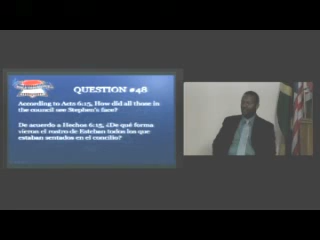 QUESTION #48
According to Acts 6:15, How did all those in
the council see Stephen's face?
De acuerdo a Hechos 6:15, ¿De qué forma
vieron el rostro de Esteban todos los que
estaban sentados en el concilio?